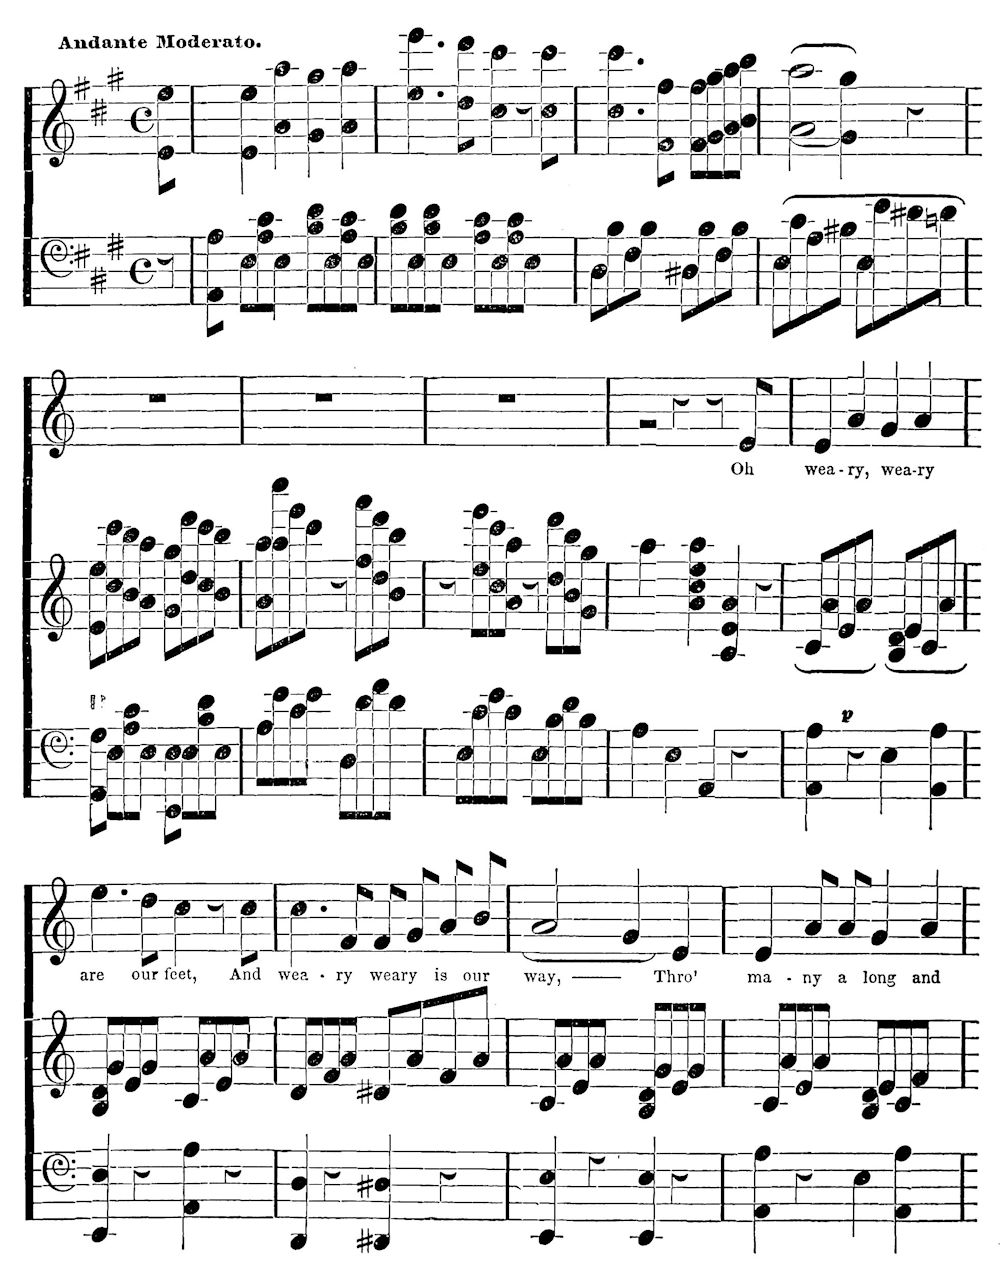 Andante Moderato.
Oh wea - ry, wea-ry
are our feet, And wea - ry weary is our way, —— Thro' ma - ny a long and